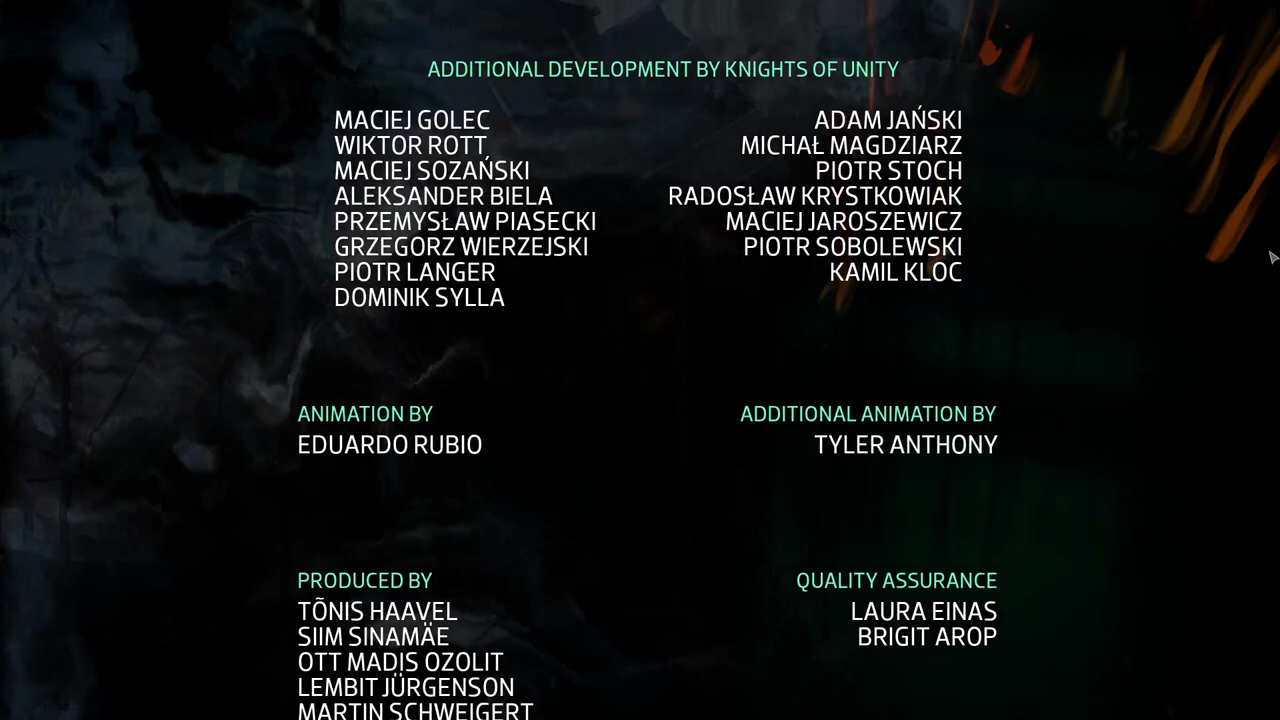 ADDITIONAL DEVELOPMENT BY KNIGHTS OF UNITY
MACIEJ GOLEC
WIKTOR ROTT
MACIEJ SOZAŃSKI
ALEKSANDER BIELA
PRZEMYSŁAW PIASECKI
GRZEGORZ WIERZEJSKI
PIOTR LANGER
DOMINIK SYLLA
ADAM JAŃSKI
MICHAŁ MAGDZIARZ
PIOTR STOCH
RADOSŁAW KRYSTKOWIAK
MACIEJ JAROSZEWICZ
PIOTR SOBOLEWSKI
KAMIL KLOC
ANIMATION BY
EDUARDO RUBIO
ADDITIONAL ANIMATION BY
TYLER ANTHONY
PRODUCED BY
TÕNIS HAAVEL
SIIM SINAMÄE
OTT MADIS OZOLIT
LEMBIT JÜRGENSON
MARTIN SCHWEIGERT
QUALITY ASSURANCE
LAURA EINAS
BRIGIT AROP